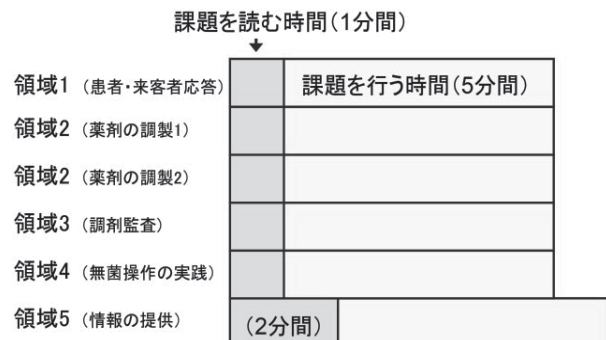 課題を読む時間(1分間)
領域1 (患者・来客者応答) 課題を行う時間(5分間)
領域2 (薬剤の調製1)
領域2 (薬剤の調製2)
領域3 (調剤監査)
領域4 (無菌操作の実践)
領域5 (情報の提供) (2分間)